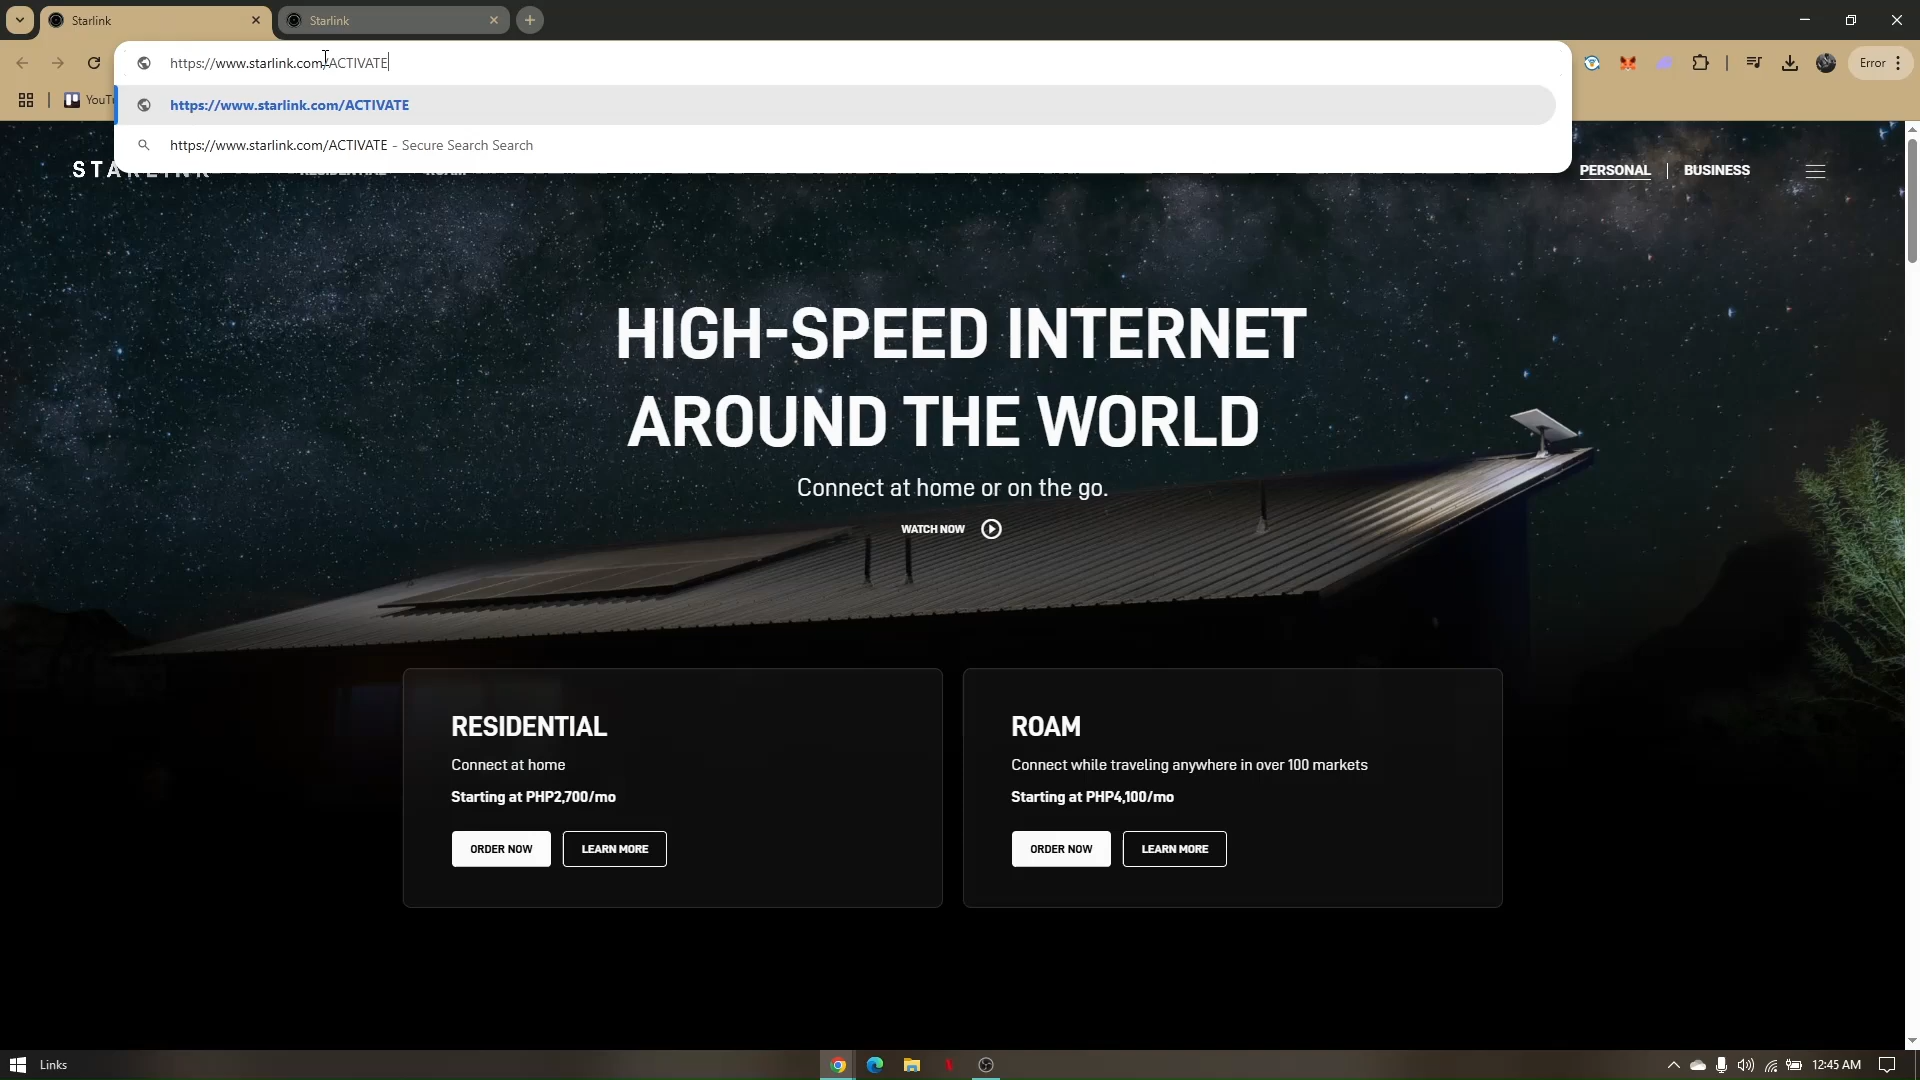 Starlink
Starlink
https://www.starlink.com/ACTIVATE
Error
https://www.starlink.com/ACTIVATE
https://www.starlink.com/ACTIVATE - Secure Search Search
STARLINK
RESIDENTIAL
ROAM
PERSONAL
BUSINESS
HIGH-SPEED INTERNET
AROUND THE WORLD
Connect at home or on the go.
WATCH NOW
RESIDENTIAL
Connect at home
Starting at PHP2,700/mo
ORDER NOW
LEARN MORE
ROAM
Connect while traveling anywhere in over 100 markets
Starting at PHP4,100/mo
ORDER NOW
LEARN MORE
Links
12:45 AM